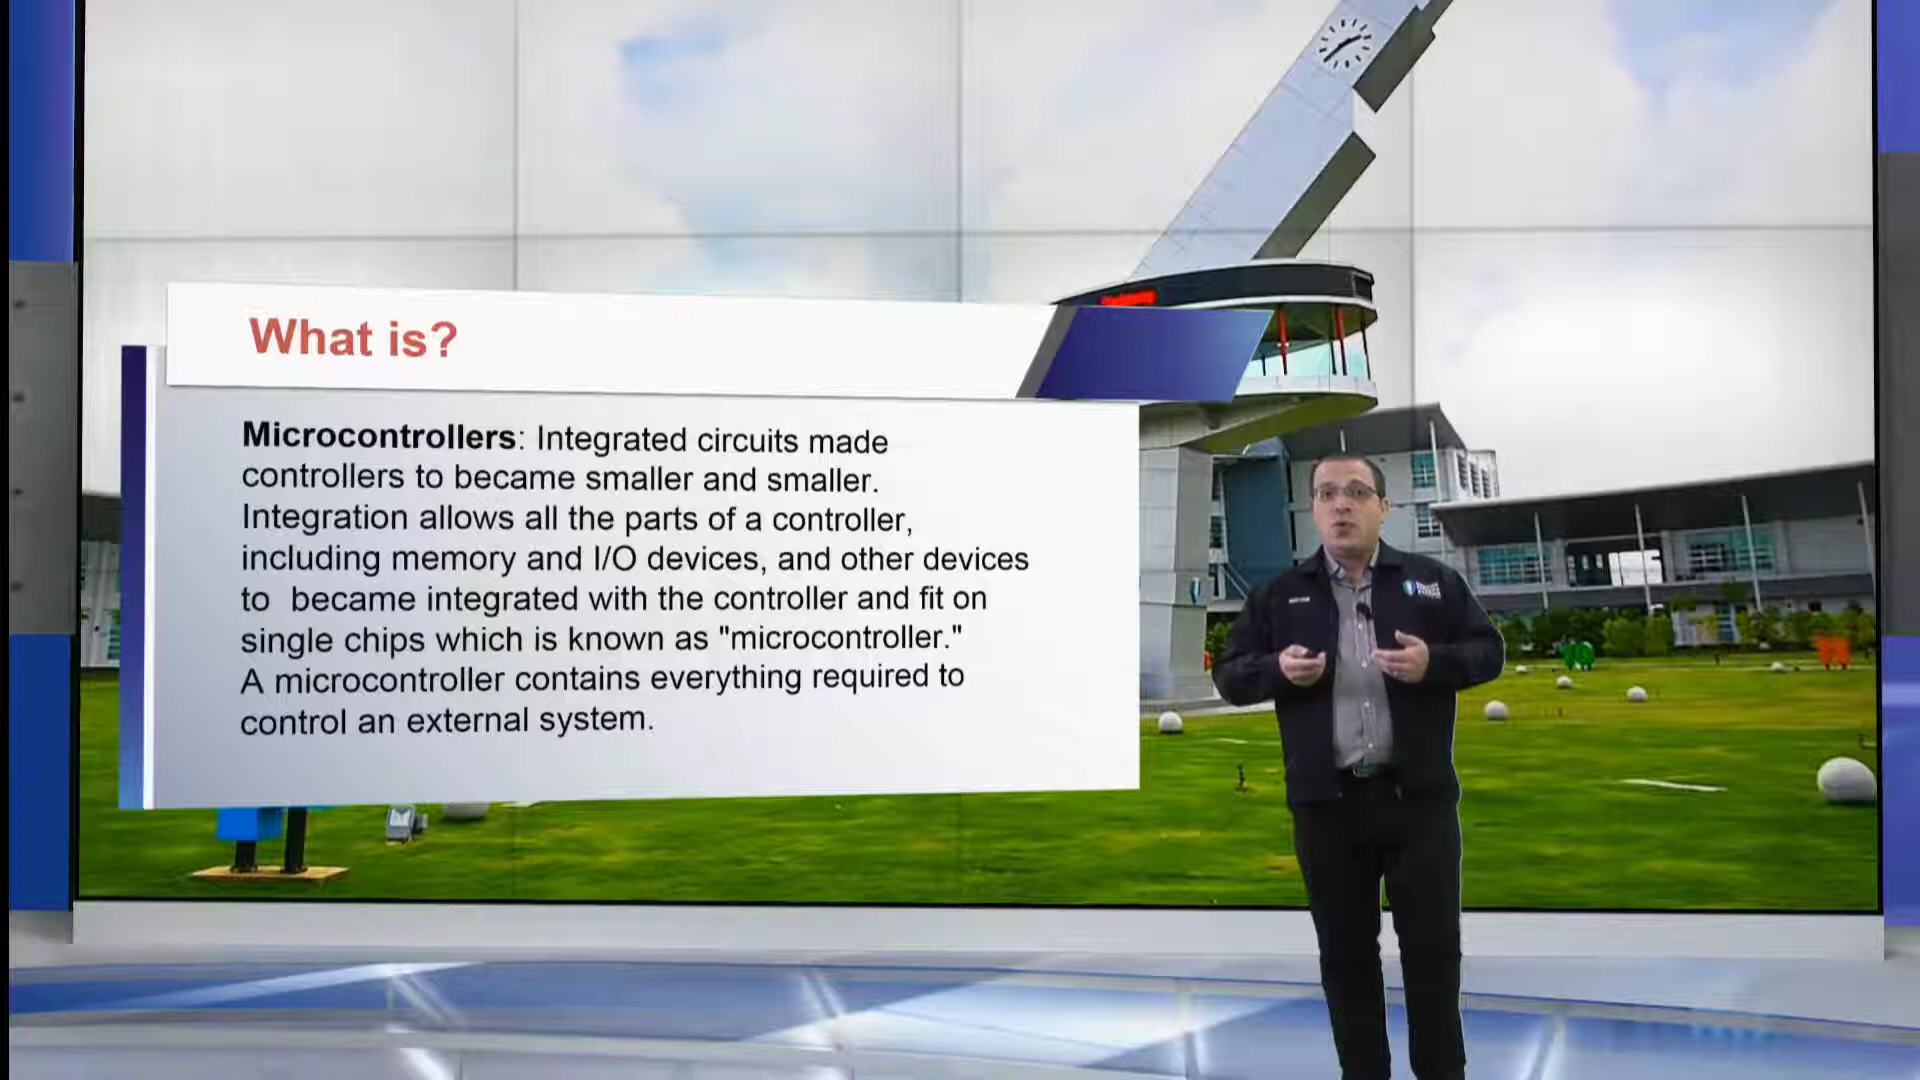 What is?
Microcontrollers: Integrated circuits made
controllers to became smaller and smaller.
Integration allows all the parts of a controller,
including memory and I/O devices, and other devices
to  became integrated with the controller and fit on
single chips which is known as "microcontroller."
A microcontroller contains everything required to
control an external system.